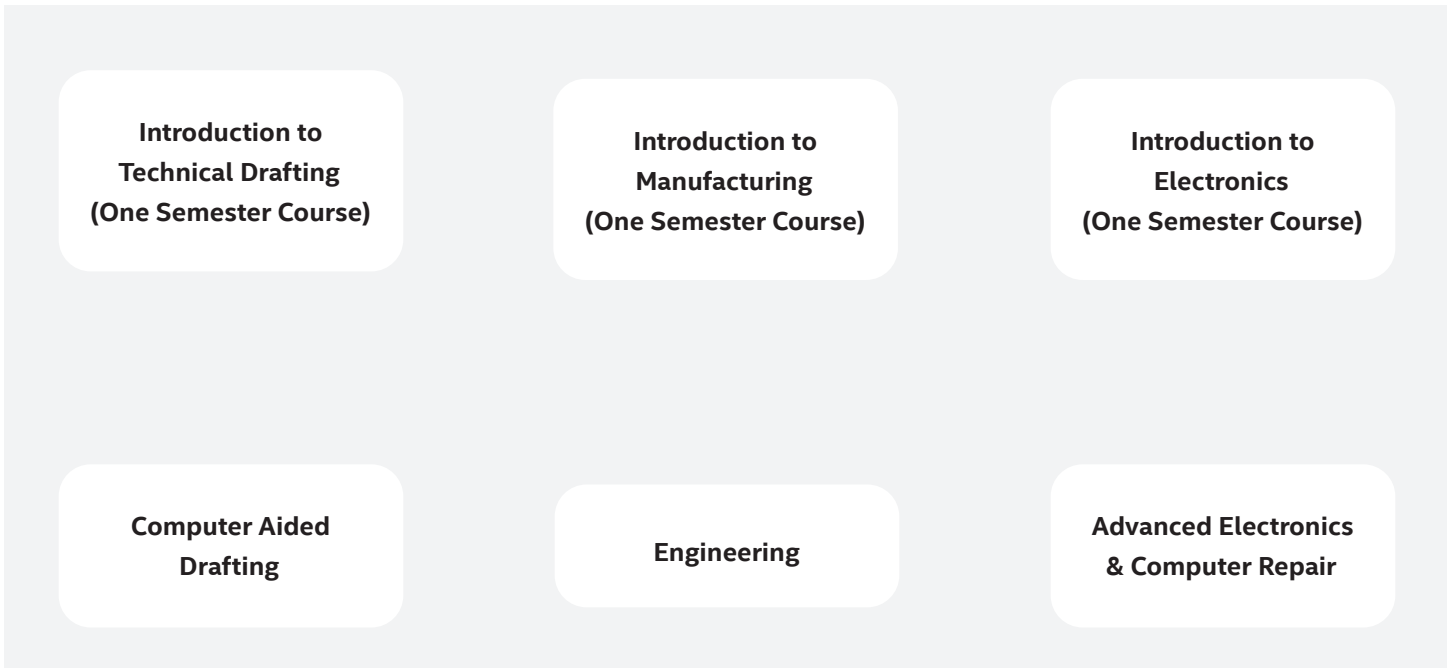 Introduction to
Technical Drafting
(One Semester Course)
Introduction to
Manufacturing
(One Semester Course)
Introduction to
Electronics
(One Semester Course)
Computer Aided
Drafting
Engineering
Advanced Electronics
& Computer Repair